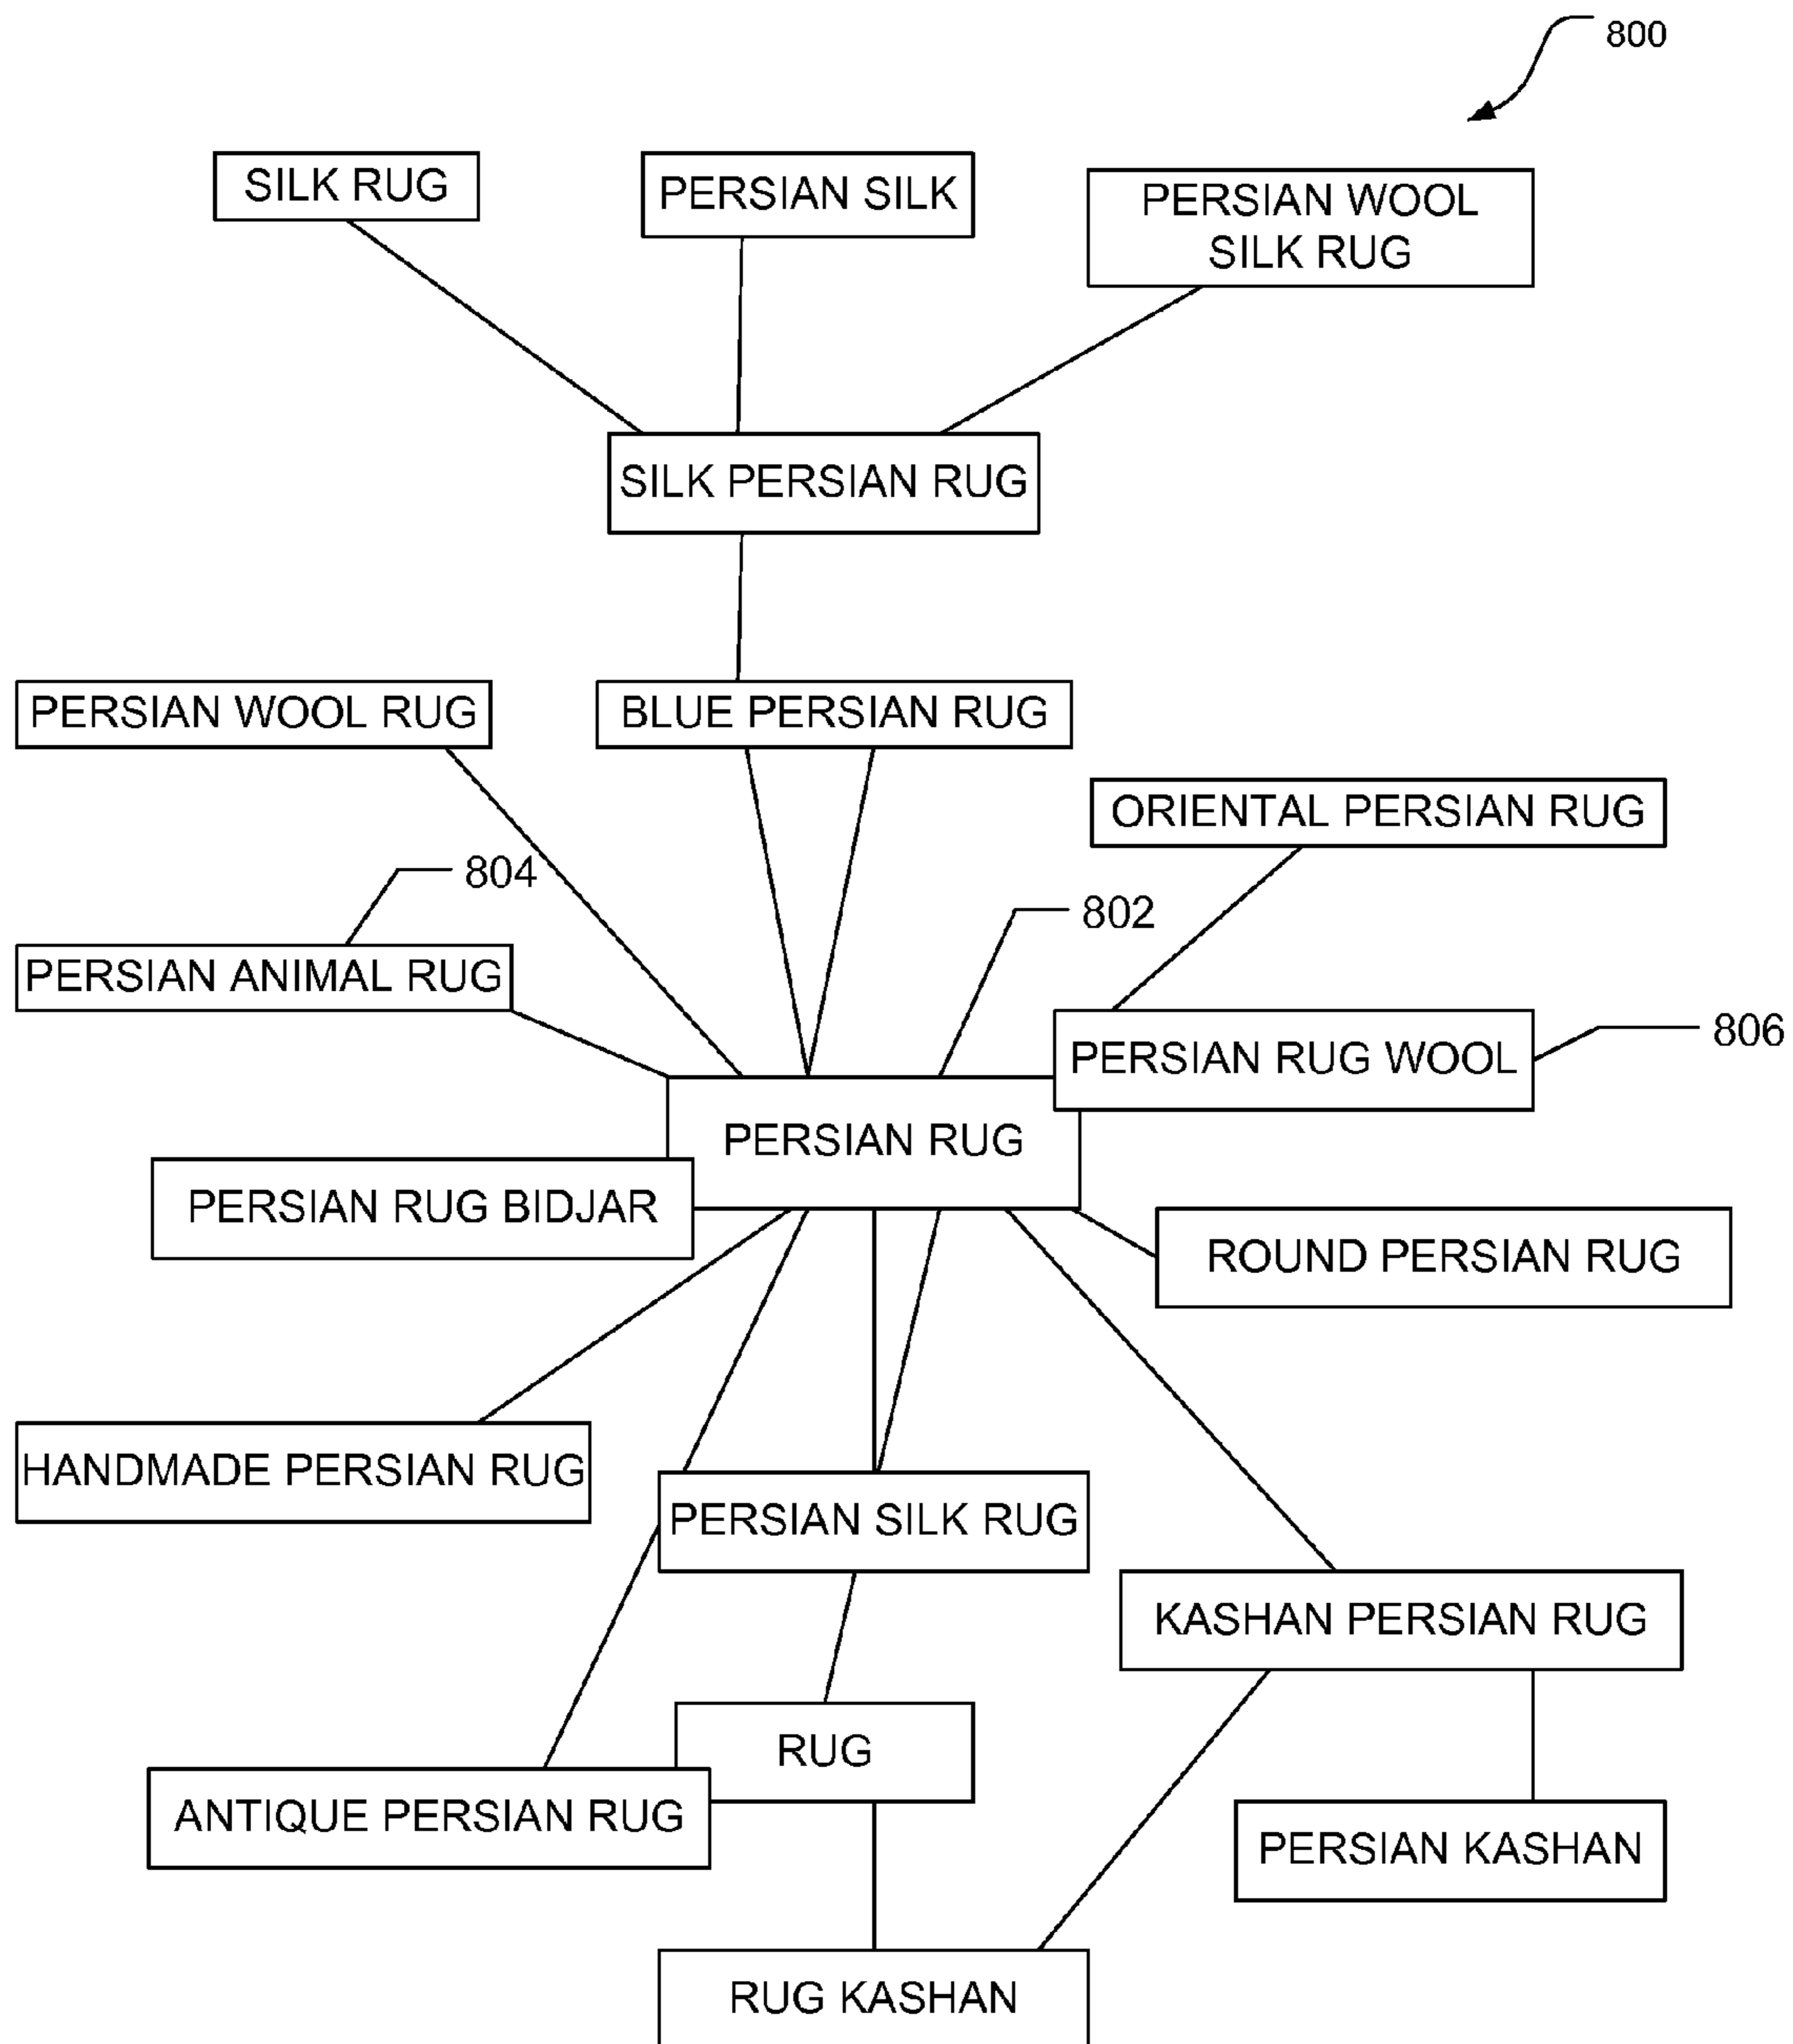 800
SILK RUG
PERSIAN SILK
PERSIAN WOOL
SILK RUG
SILK PERSIAN RUG
PERSIAN WOOL RUG
BLUE PERSIAN RUG
ORIENTAL PERSIAN RUG
804
802
PERSIAN ANIMAL RUG
PERSIAN RUG WOOL
806
PERSIAN RUG
PERSIAN RUG BIDJAR
ROUND PERSIAN RUG
HANDMADE PERSIAN RUG
PERSIAN SILK RUG
KASHAN PERSIAN RUG
RUG
ANTIQUE PERSIAN RUG
PERSIAN KASHAN
RUG KASHAN